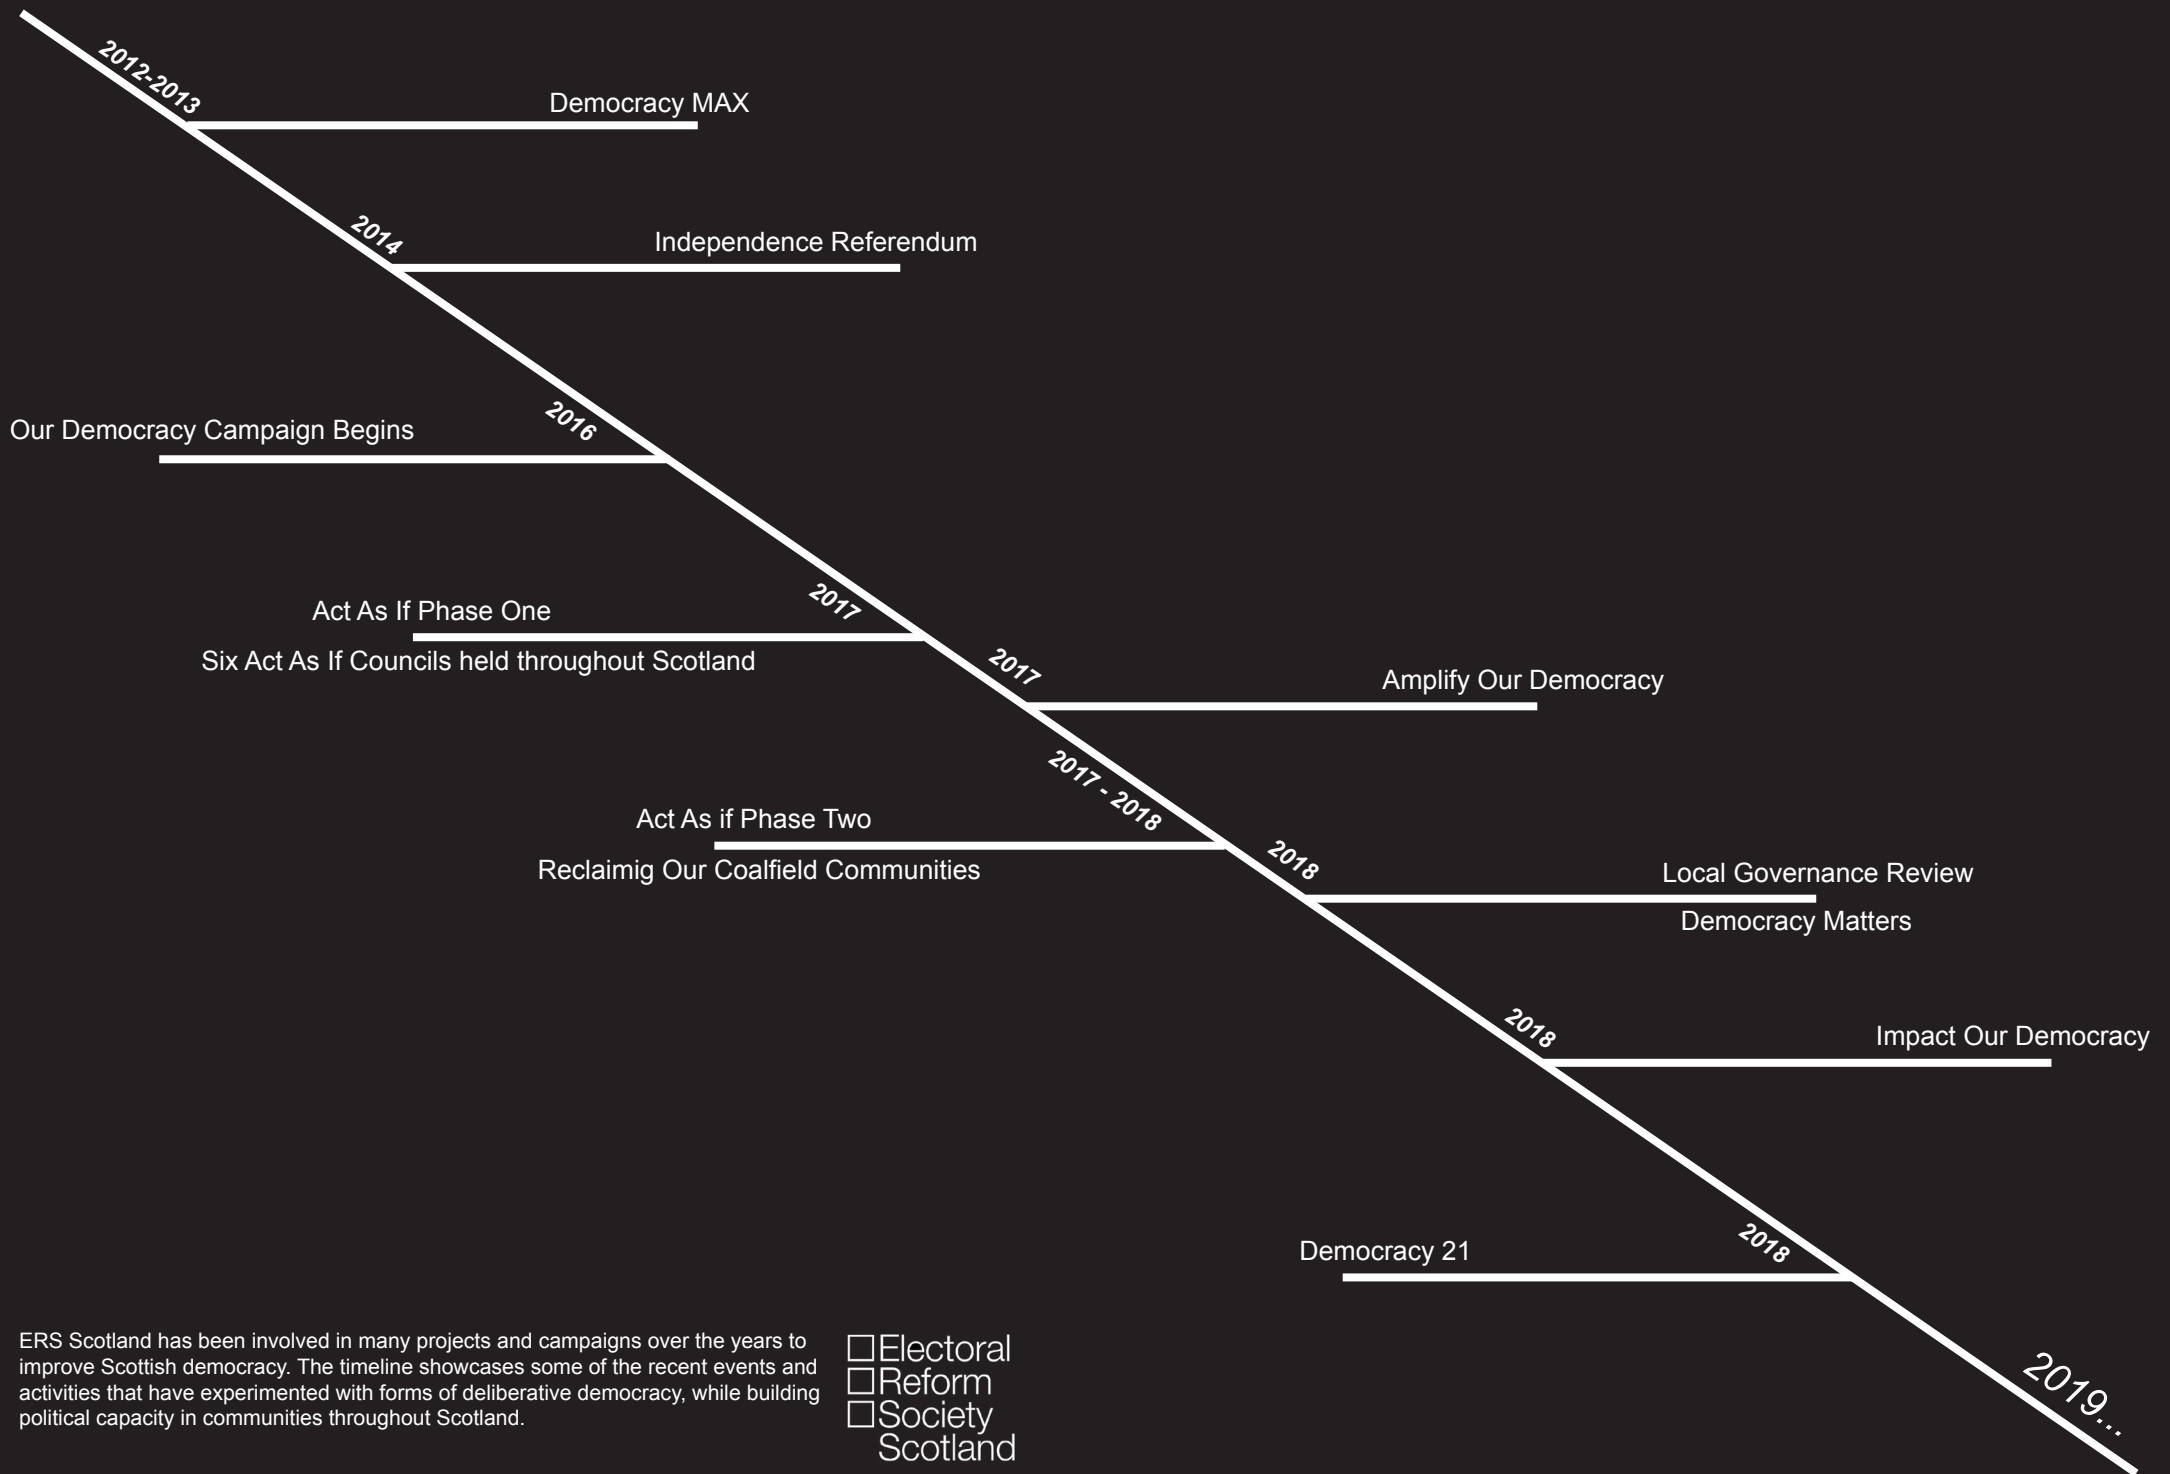 2012-2013
Democracy MAX
2014
Independence Referendum
2016
Our Democracy Campaign Begins
2017
Act As If Phase One
Six Act As If Councils held throughout Scotland
2017
Amplify Our Democracy
2017 - 2018
Act As if Phase Two
Reclaimig Our Coalfield Communities
2018
Local Governance Review
Democracy Matters
2018
Impact Our Democracy
2018
Democracy 21
2019...
ERS Scotland has been involved in many projects and campaigns over the years to
improve Scottish democracy. The timeline showcases some of the recent events and
activities that have experimented with forms of deliberative democracy, while building
political capacity in communities throughout Scotland.
Electoral
Reform
Society
Scotland